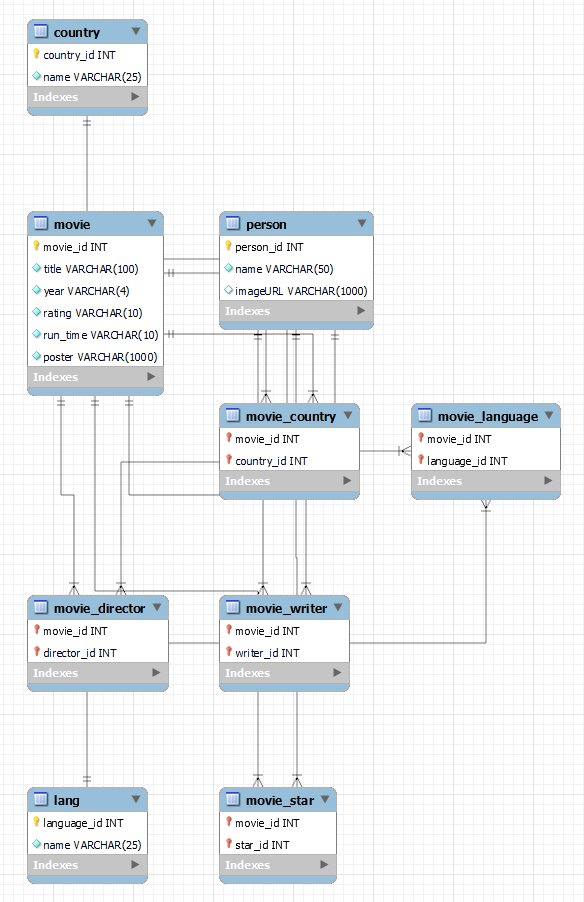 country
country_id INT
name VARCHAR(25)
Indexes
movie
movie_id INT
title VARCHAR(100)
year VARCHAR(4)
rating VARCHAR(10)
run_time VARCHAR(10)
poster VARCHAR(1000)
Indexes
person
person_id INT
name VARCHAR(50)
imageURL VARCHAR(1000)
Indexes
movie_country
movie_id INT
country_id INT
Indexes
movie_language
movie_id INT
language_id INT
Indexes
movie_director
movie_id INT
director_id INT
Indexes
movie_writer
movie_id INT
writer_id INT
Indexes
lang
language_id INT
name VARCHAR(25)
Indexes
movie_star
movie_id INT
star_id INT
Indexes